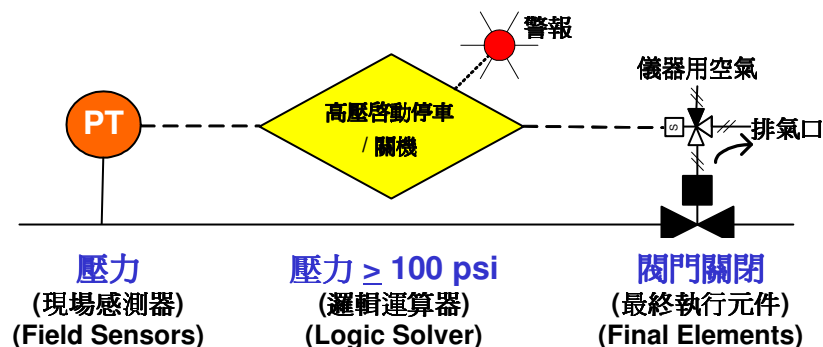 警報
儀器用空氣
PT
高壓啓動停車
/ 關機
S
排氣口
壓力
壓力 ≥ 100 psi
閥門關閉
(現場感測器)
(邏輯運算器)
(最終執行元件)
(Field Sensors)
(Logic Solver)
(Final Elements)